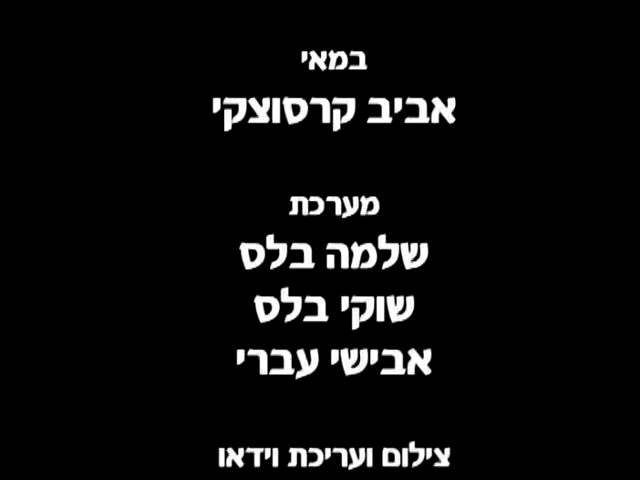 במאי
אביב קרסוצקי
מערכת
שלמה בלס
שוקי בלס
אבישי עברי
צילום ועריכת וידאו